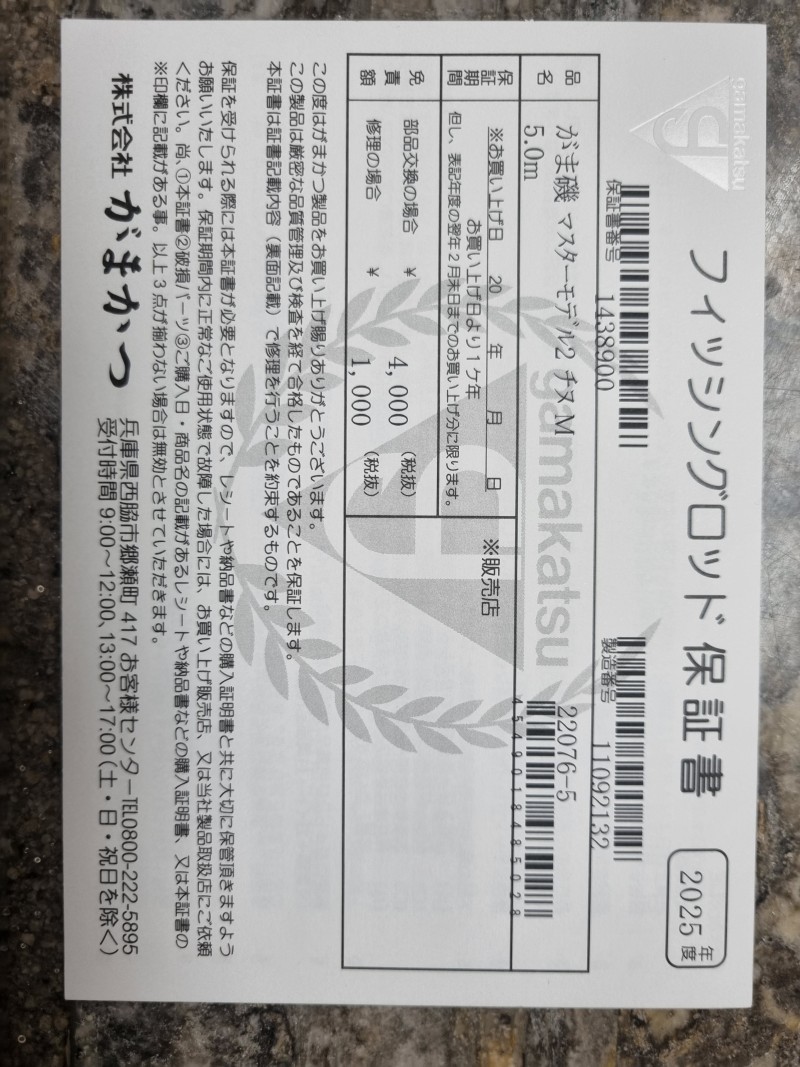 gamakatsu
フィッシングロッド保証書
2025 年度
保証書番号 1438900
製造番号 11092132
品名
がま磯 マスターモデル2 チヌ M
5.0m
22076-5
4549018485028
保証期間
※お買い上げ日 20 年 月 日
お買い上げ日より1ケ年
但し、表記年度の翌年2月末日までのお買い上げ分に限ります。
免責額
部品交換の場合 ¥ 4,000 (税抜)
修理の場合 ¥ 1,000 (税抜)
※販売店
gamakatsu
この度はがまかつ製品をお買い上げ賜りありがとうございます。
この製品は厳密な品質管理及び検査を経て合格したものであることを保証します。
本証書は証書記載内容(裏面記載)で修理を行うことを約束するものです。
保証を受けられる際には本証書が必要となりますので、レシートや納品書などの購入証明書と共に大切に保管頂きますよう
お願いいたします。保証期間内に正常なご使用状態で故障した場合には、お買い上げ販売店、又は当社製品取扱店にご依頼
ください。尚、①本証書②破損パーツ③ご購入日・商品名の記載があるレシートや納品書などの購入証明書、又は本証書の
※印欄に記載がある事。以上3点が揃わない場合は無効とさせていただきます。
株式会社 がまかつ
兵庫県西脇市郷瀬町 417 お客様センター TEL0800-222-5895
受付時間 9:00~12:00、13:00~17:00(土・日・祝日を除く)